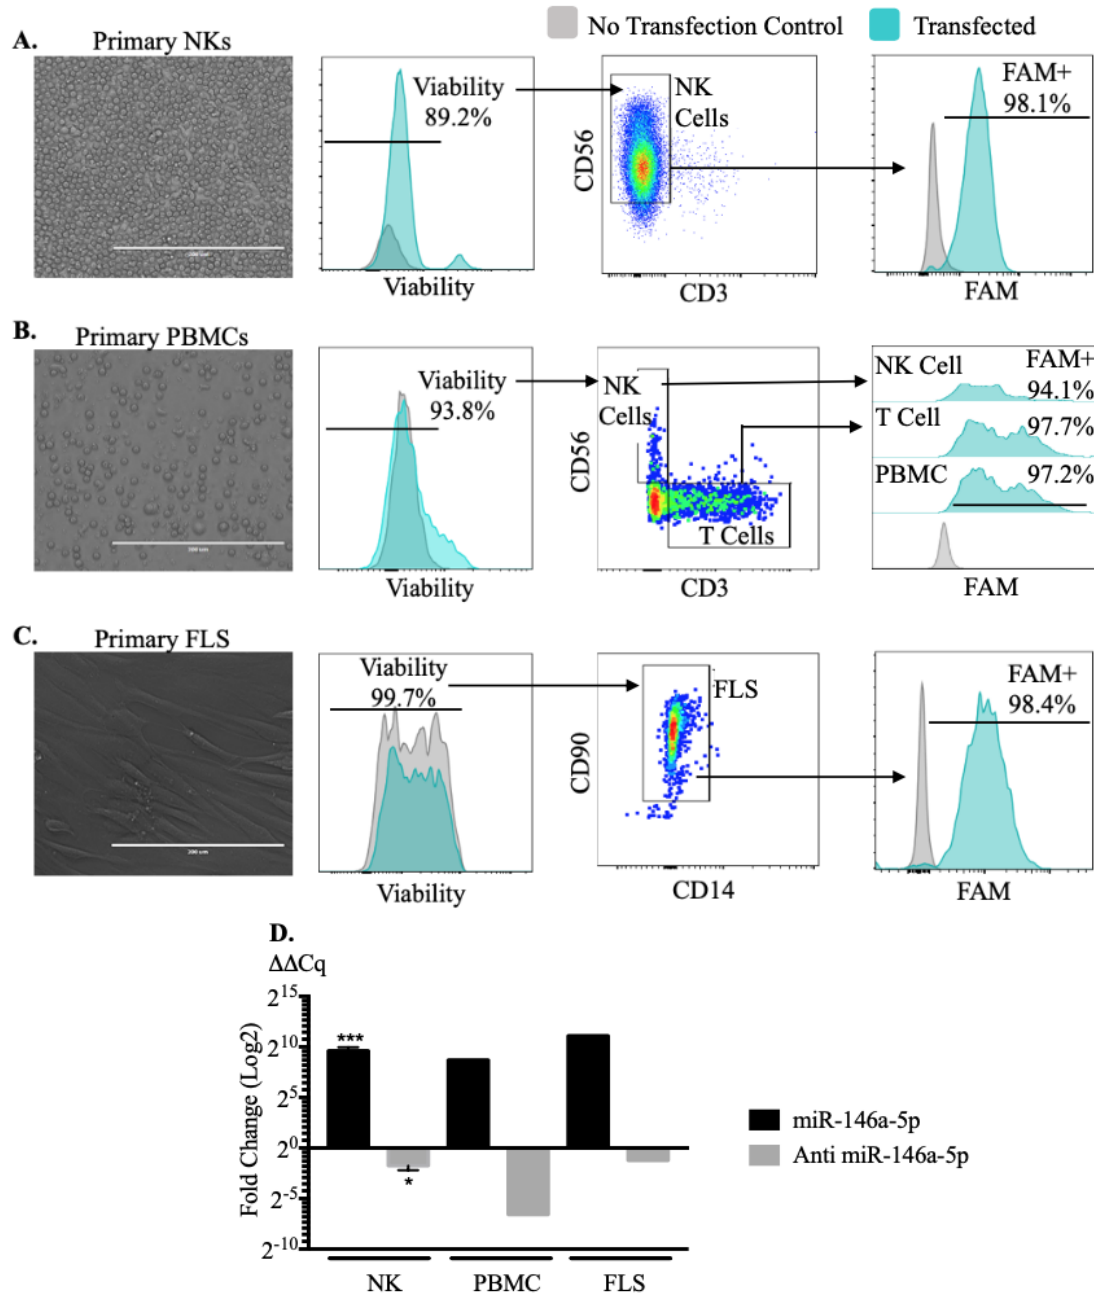 No Transfection Control
Transfected
A.
Primary NKs
Viability
89.2%
Viability
NK
Cells
CD56
CD3
FAM+
98.1%
FAM
B.
Primary PBMCs
Viability
93.8%
Viability
NK
Cells
CD56
T Cells
CD3
NK Cell
FAM+
94.1%
T Cell
97.7%
PBMC
97.2%
FAM
C.
Primary FLS
Viability
99.7%
Viability
FLS
CD90
CD14
FAM+
98.4%
FAM
D.
ΔΔCq
Fold Change (Log2)
2^15
2^10
2^5
2^0
2^-5
2^-10
***
*
NK
PBMC
FLS
miR-146a-5p
Anti miR-146a-5p